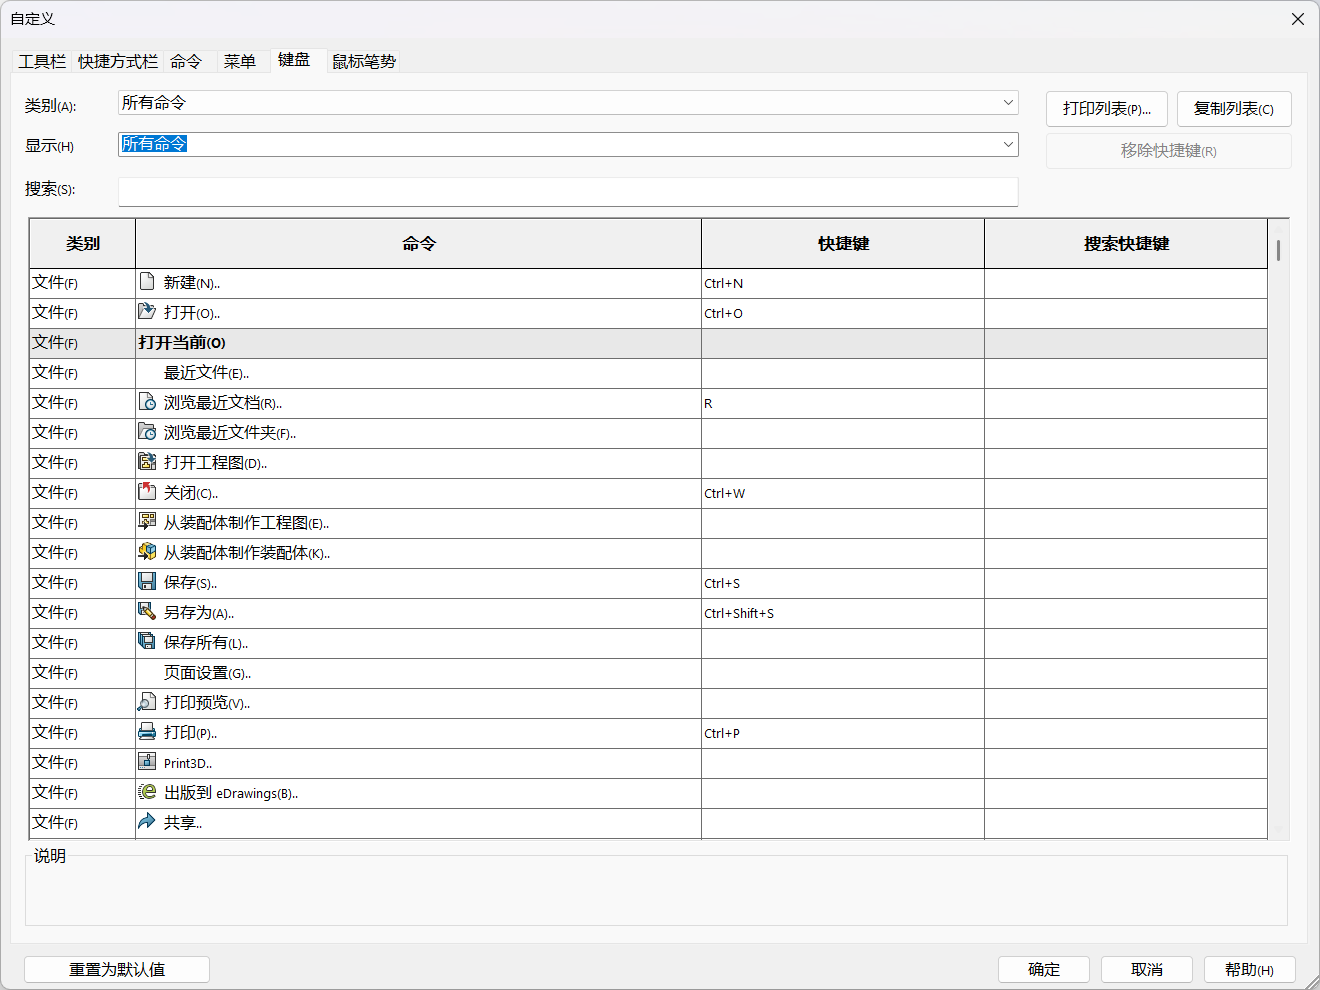 自定义
工具栏 快捷方式栏 命令 菜单 键盘 鼠标笔势
类别(A): 所有命令 打印列表(P)... 复制列表(C)
显示(H) 所有命令 移除快捷键(R)
搜索(S):
类别 命令 快捷键 搜索快捷键
文件(F) 新建(N).. Ctrl+N
文件(F) 打开(O).. Ctrl+O
文件(F) 打开当前(O)
文件(F) 最近文件(E)..
文件(F) 浏览最近文档(R).. R
文件(F) 浏览最近文件夹(F)..
文件(F) 打开工程图(D)..
文件(F) 关闭(C).. Ctrl+W
文件(F) 从装配体制作工程图(E)..
文件(F) 从装配体制作装配体(K)..
文件(F) 保存(S).. Ctrl+S
文件(F) 另存为(A).. Ctrl+Shift+S
文件(F) 保存所有(L)..
文件(F) 页面设置(G)..
文件(F) 打印预览(V)..
文件(F) 打印(P).. Ctrl+P
文件(F) Print3D..
文件(F) 出版到 eDrawings(B)..
文件(F) 共享..
说明
重置为默认值 确定 取消 帮助(H)